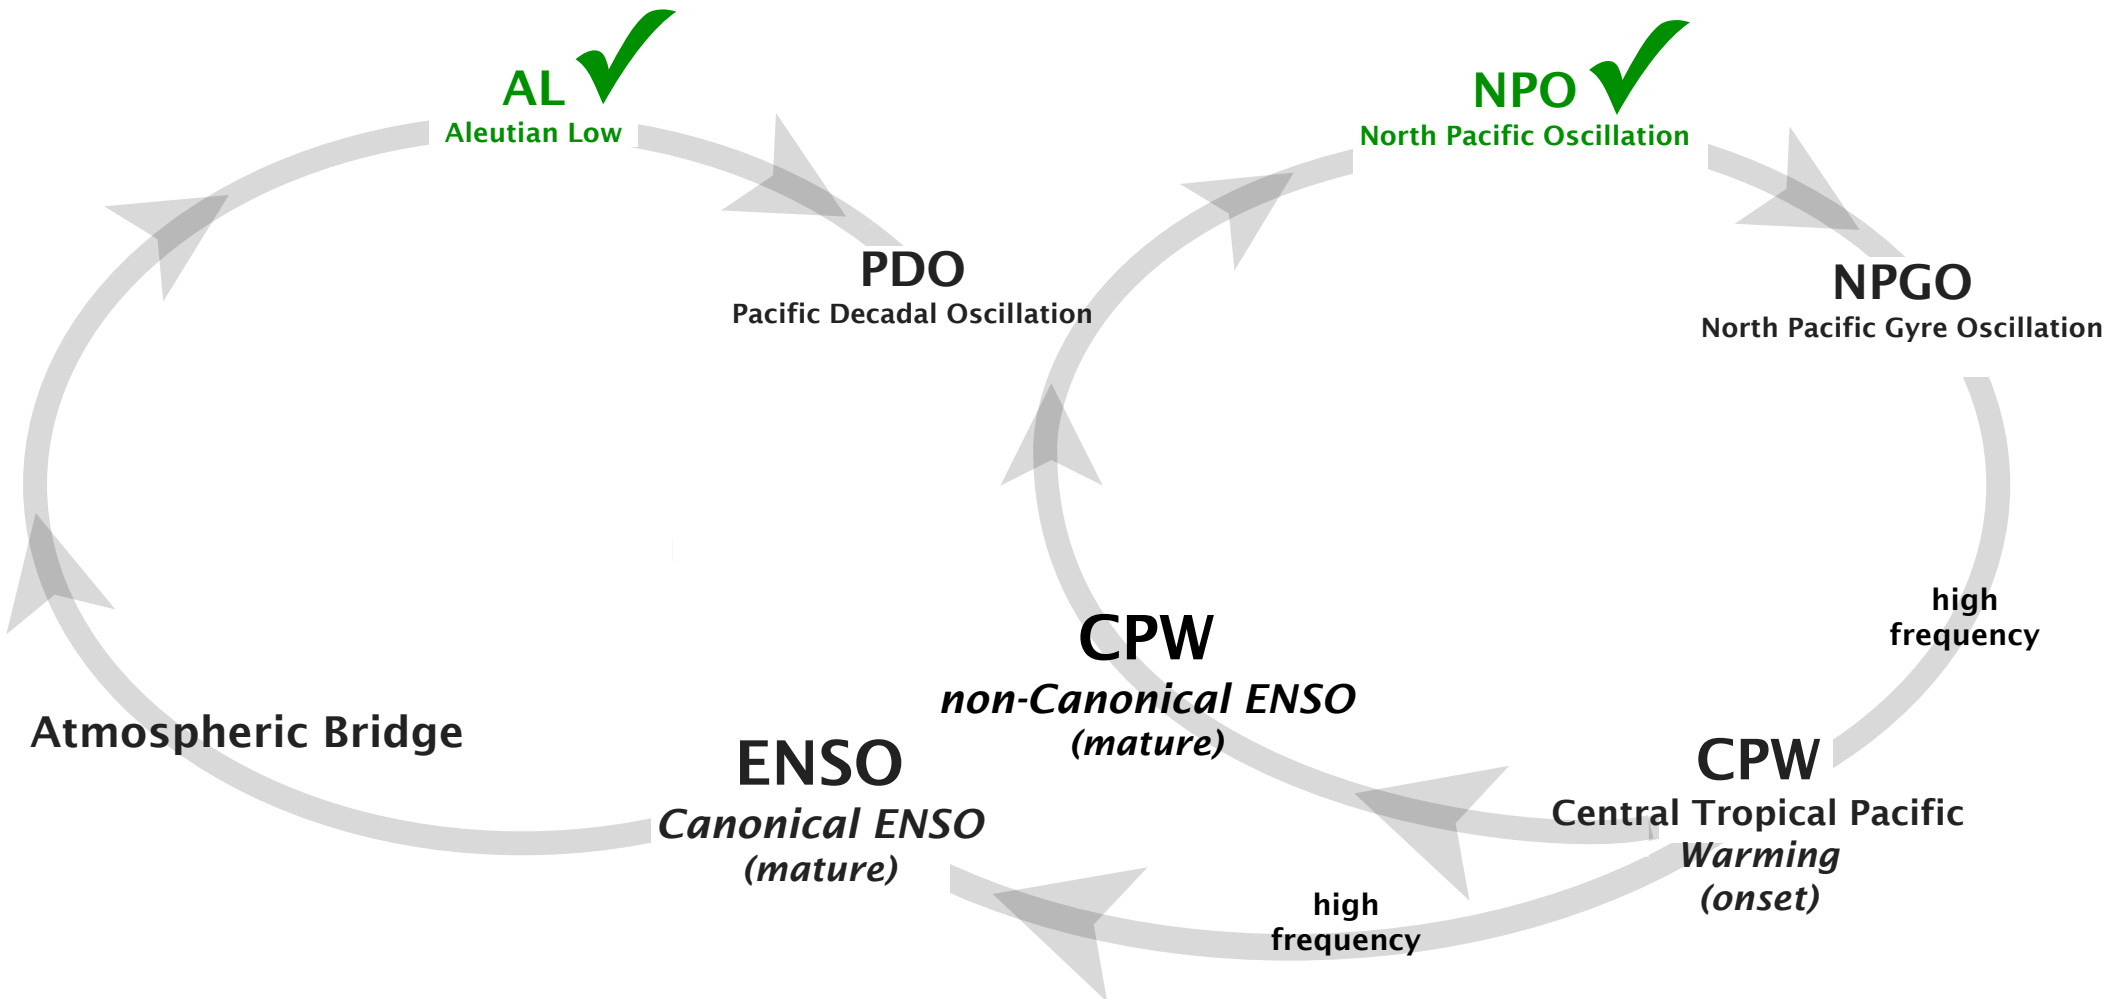 AL
Aleutian Low
NPO
North Pacific Oscillation
PDO
Pacific Decadal Oscillation
NPGO
North Pacific Gyre Oscillation
high
frequency
CPW
non-Canonical ENSO
(mature)
Atmospheric Bridge
ENSO
Canonical ENSO
(mature)
CPW
Central Tropical Pacific
Warming
(onset)
high
frequency